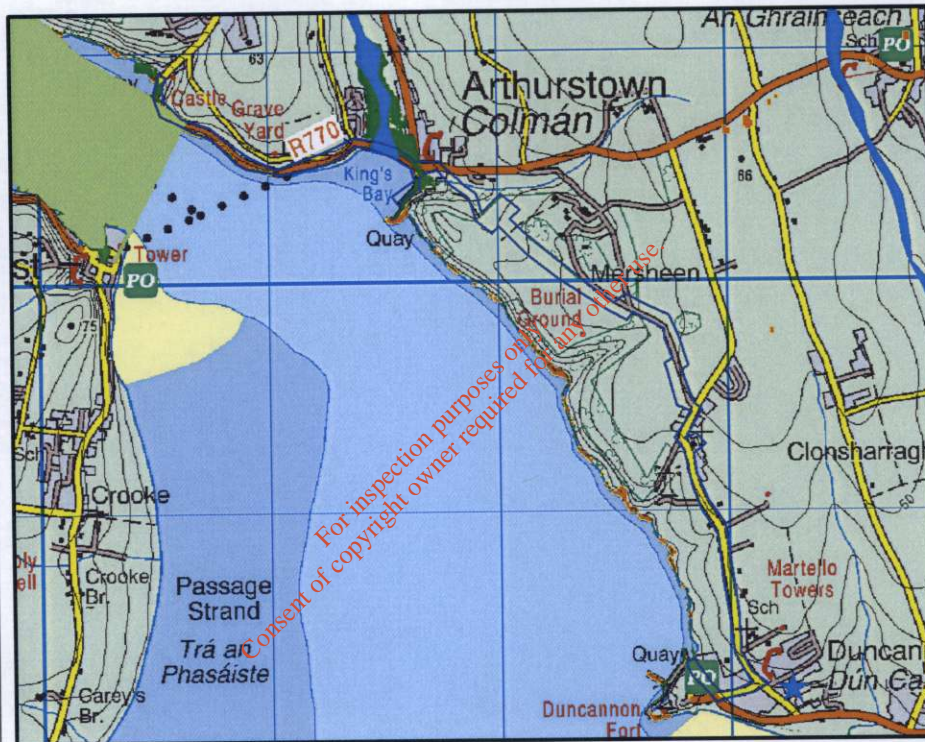 An Ghráinseach
Sch
PO
63
Castle
Grave
Yard
R770
Arthurstown
Colmán
King's
Bay
86
Quay
Tower
PO
St
Mersheen
Burial
Ground
75
Sch
Clonsharragh
Crooke
50
oly
ell
Crooke
Br.
Passage
Strand
Trá an
Phasáiste
Martello
Towers
Sch
Quay
PO
Duncan
Dún Ca
Carey's
Br.
Duncannon
Fort
For inspection purposes only.
Consent of copyright owner required for any other use.